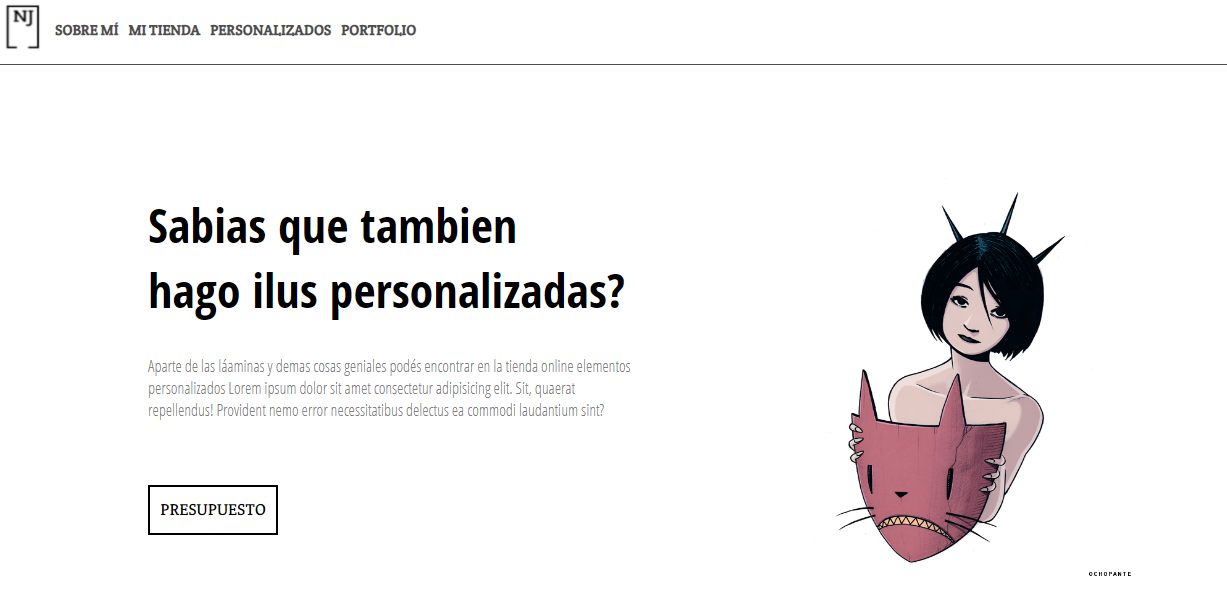 NJ
SOBRE MÍ MI TIENDA PERSONALIZADOS PORTFOLIO
Sabias que tambien
hago ilus personalizadas?
Aparte de las láaminas y demas cosas geniales podés encontrar en la tienda online elementos
personalizados Lorem ipsum dolor sit amet consectetur adipisicing elit. Sit, quaerat
repellendus! Provident nemo error necessitatibus delectus ea commodi laudantium sint?
PRESUPUESTO
OCHOPANTE